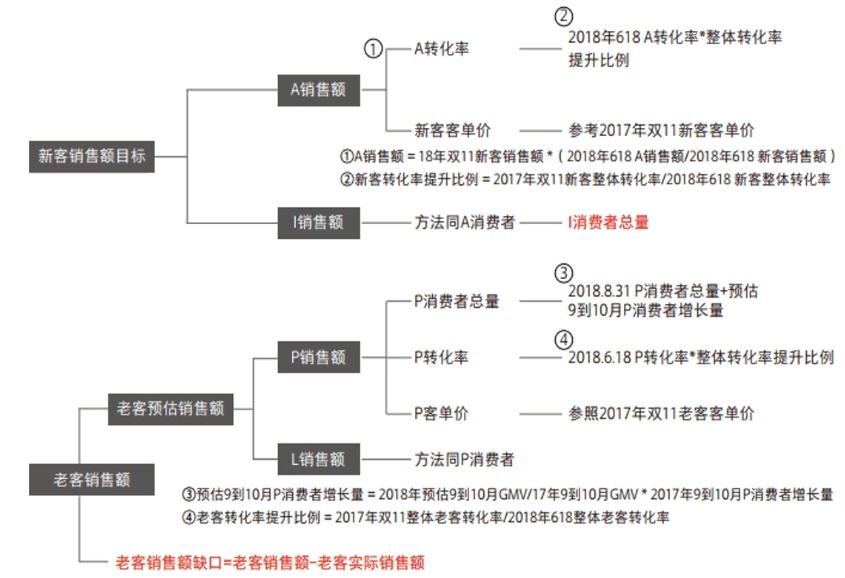 ②
2018年618 A转化率*整体转化率
提升比例
①
A转化率
A销售额
新客客单价
参考2017年双11新客客单价
新客销售额目标
①A销售额 = 18年双11新客销售额 *（ 2018年618 A销售额/2018年618 新客销售额 ）
②新客转化率提升比例 = 2017年双11新客整体转化率/2018年618 新客整体转化率
I销售额
方法同A消费者
I消费者总量
③
P消费者总量
2018.8.31 P消费者总量+预估
9到10月P消费者增长量
④
P销售额
P转化率
2018.6.18 P转化率*整体转化率提升比例
老客预估销售额
P客单价
参照2017年双11老客客单价
L销售额
方法同P消费者
老客销售额
③预估9到10月P消费者增长量 = 2018年预估9到10月GMV/17年9到10月GMV * 2017年9到10月P消费者增长量
④老客转化率提升比例 = 2017年双11整体老客转化率/2018年618整体老客转化率
老客销售额缺口=老客销售额-老客实际销售额